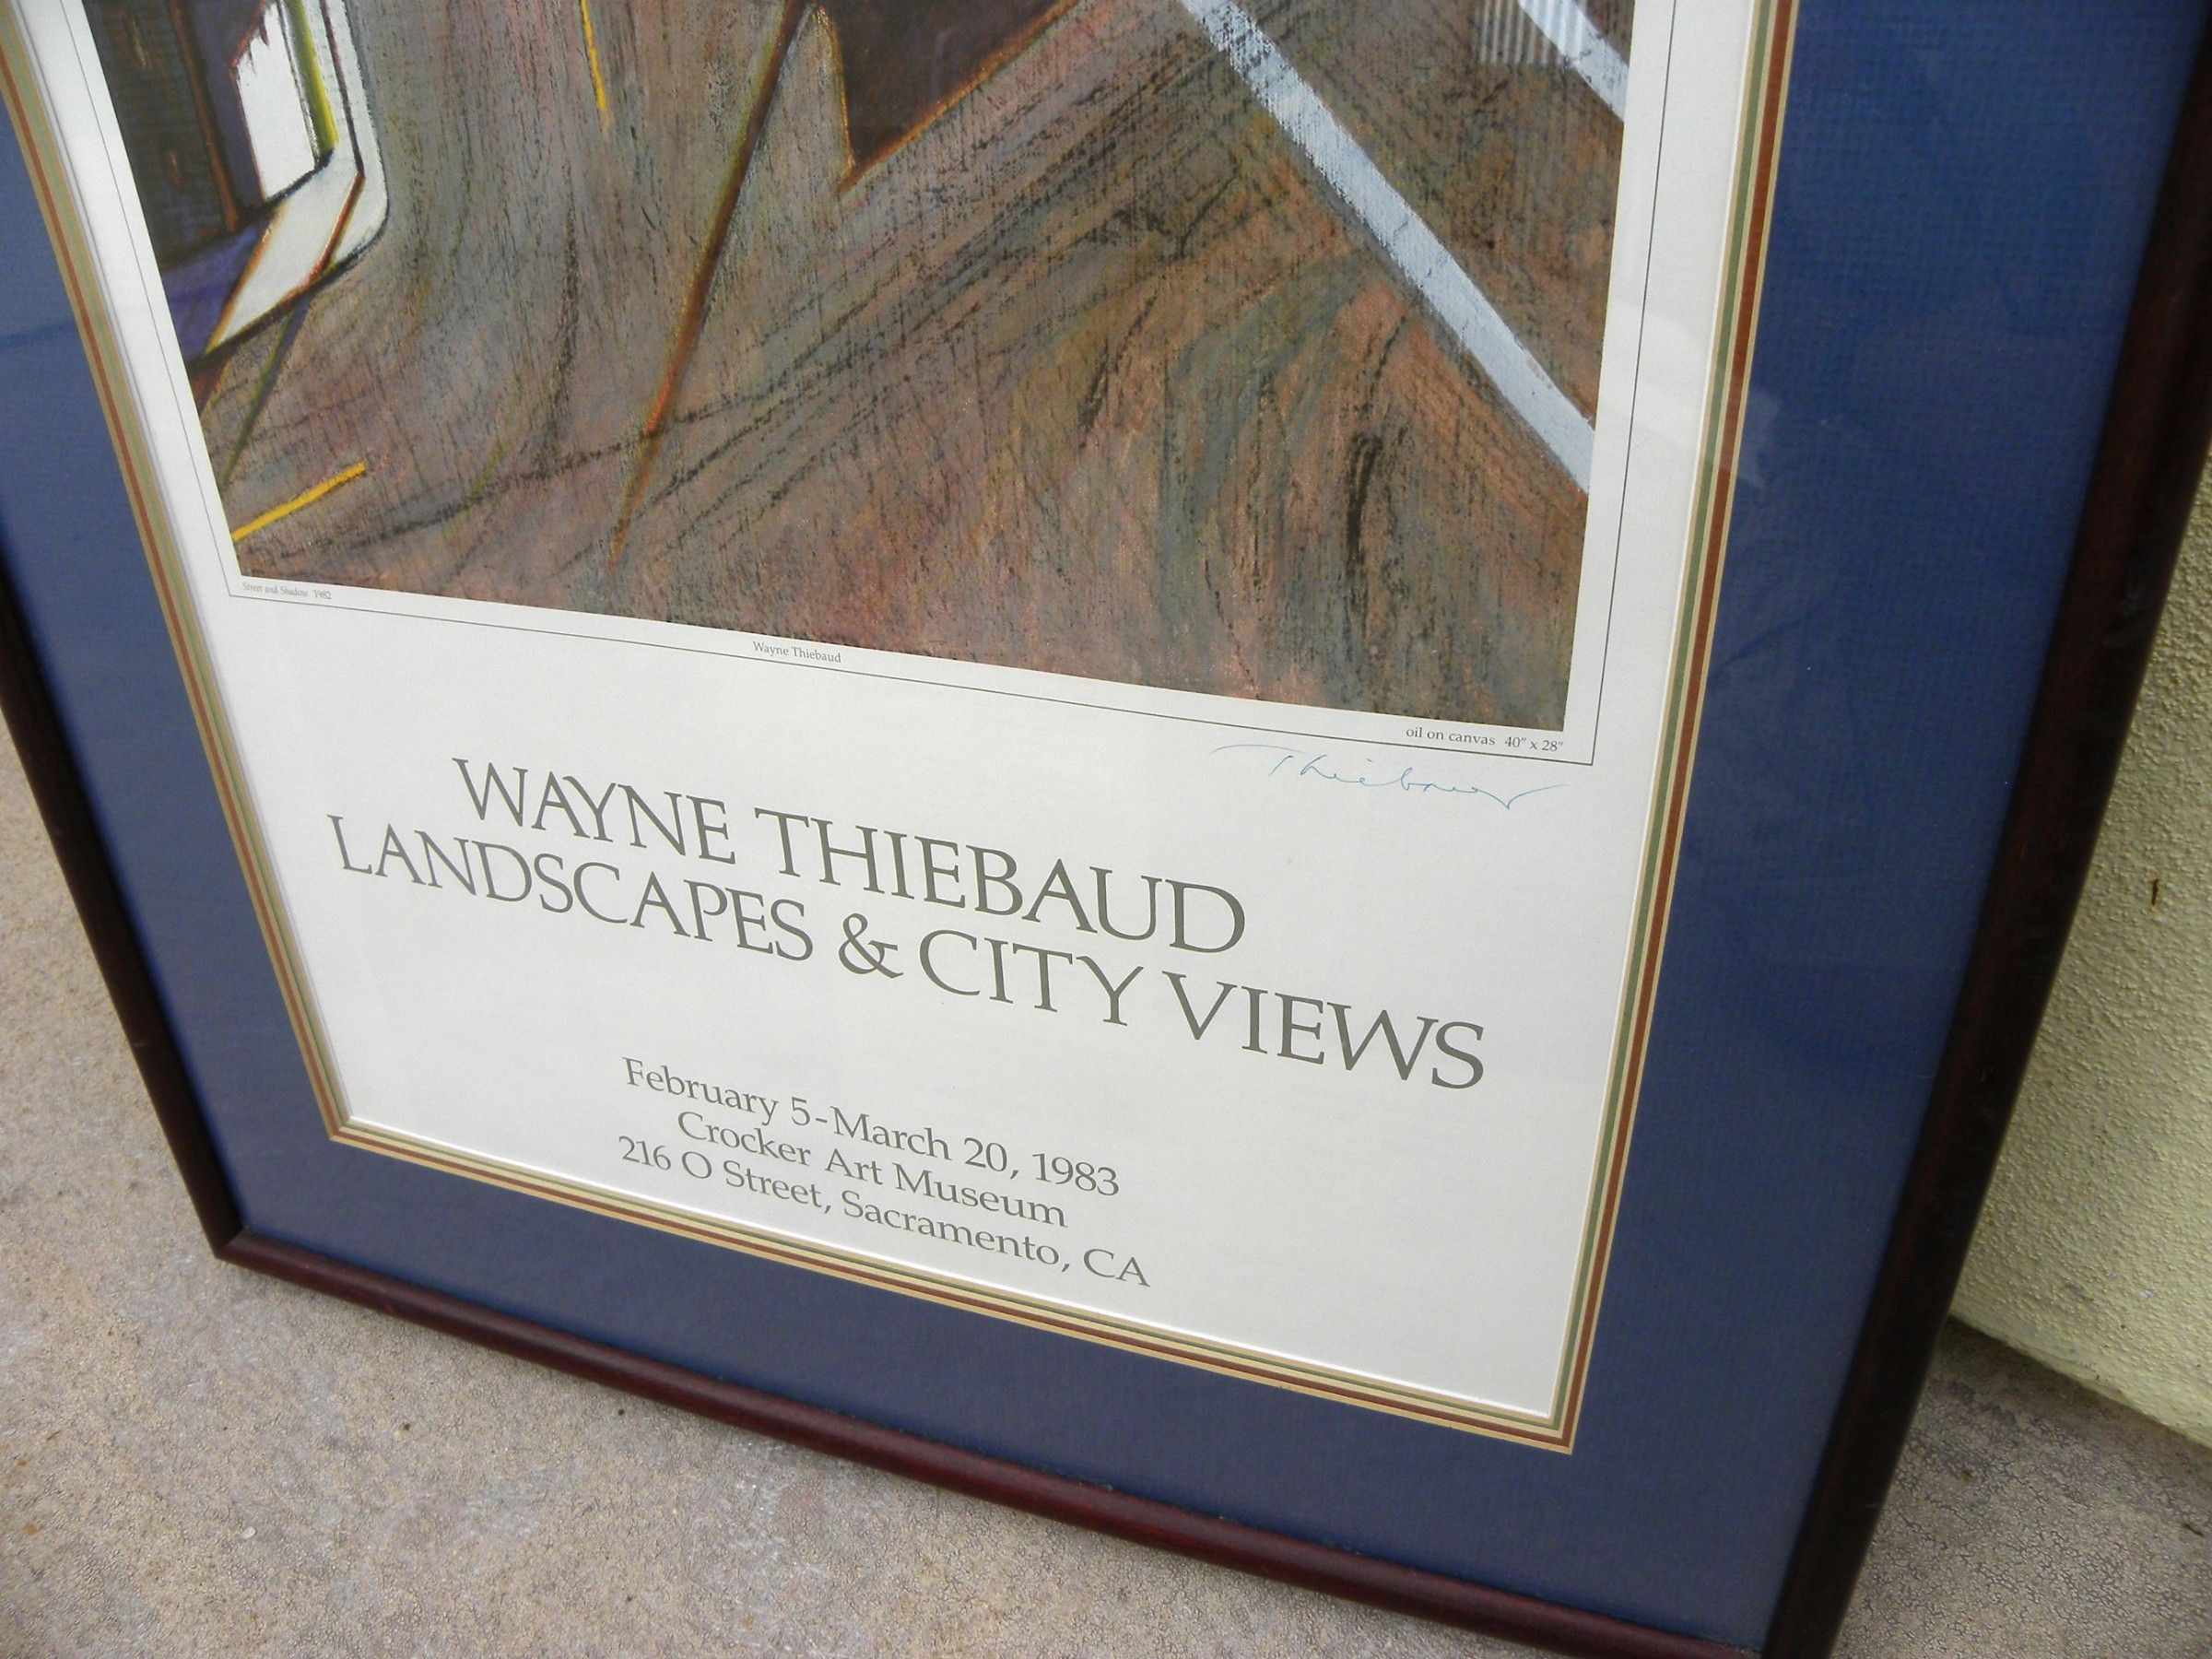 Street and Shadow 1982
Wayne Thiebaud
oil on canvas 40" x 28"
Thiebaud
WAYNE THIEBAUD
LANDSCAPES & CITY VIEWS
February 5-March 20, 1983
Crocker Art Museum
216 O Street, Sacramento, CA